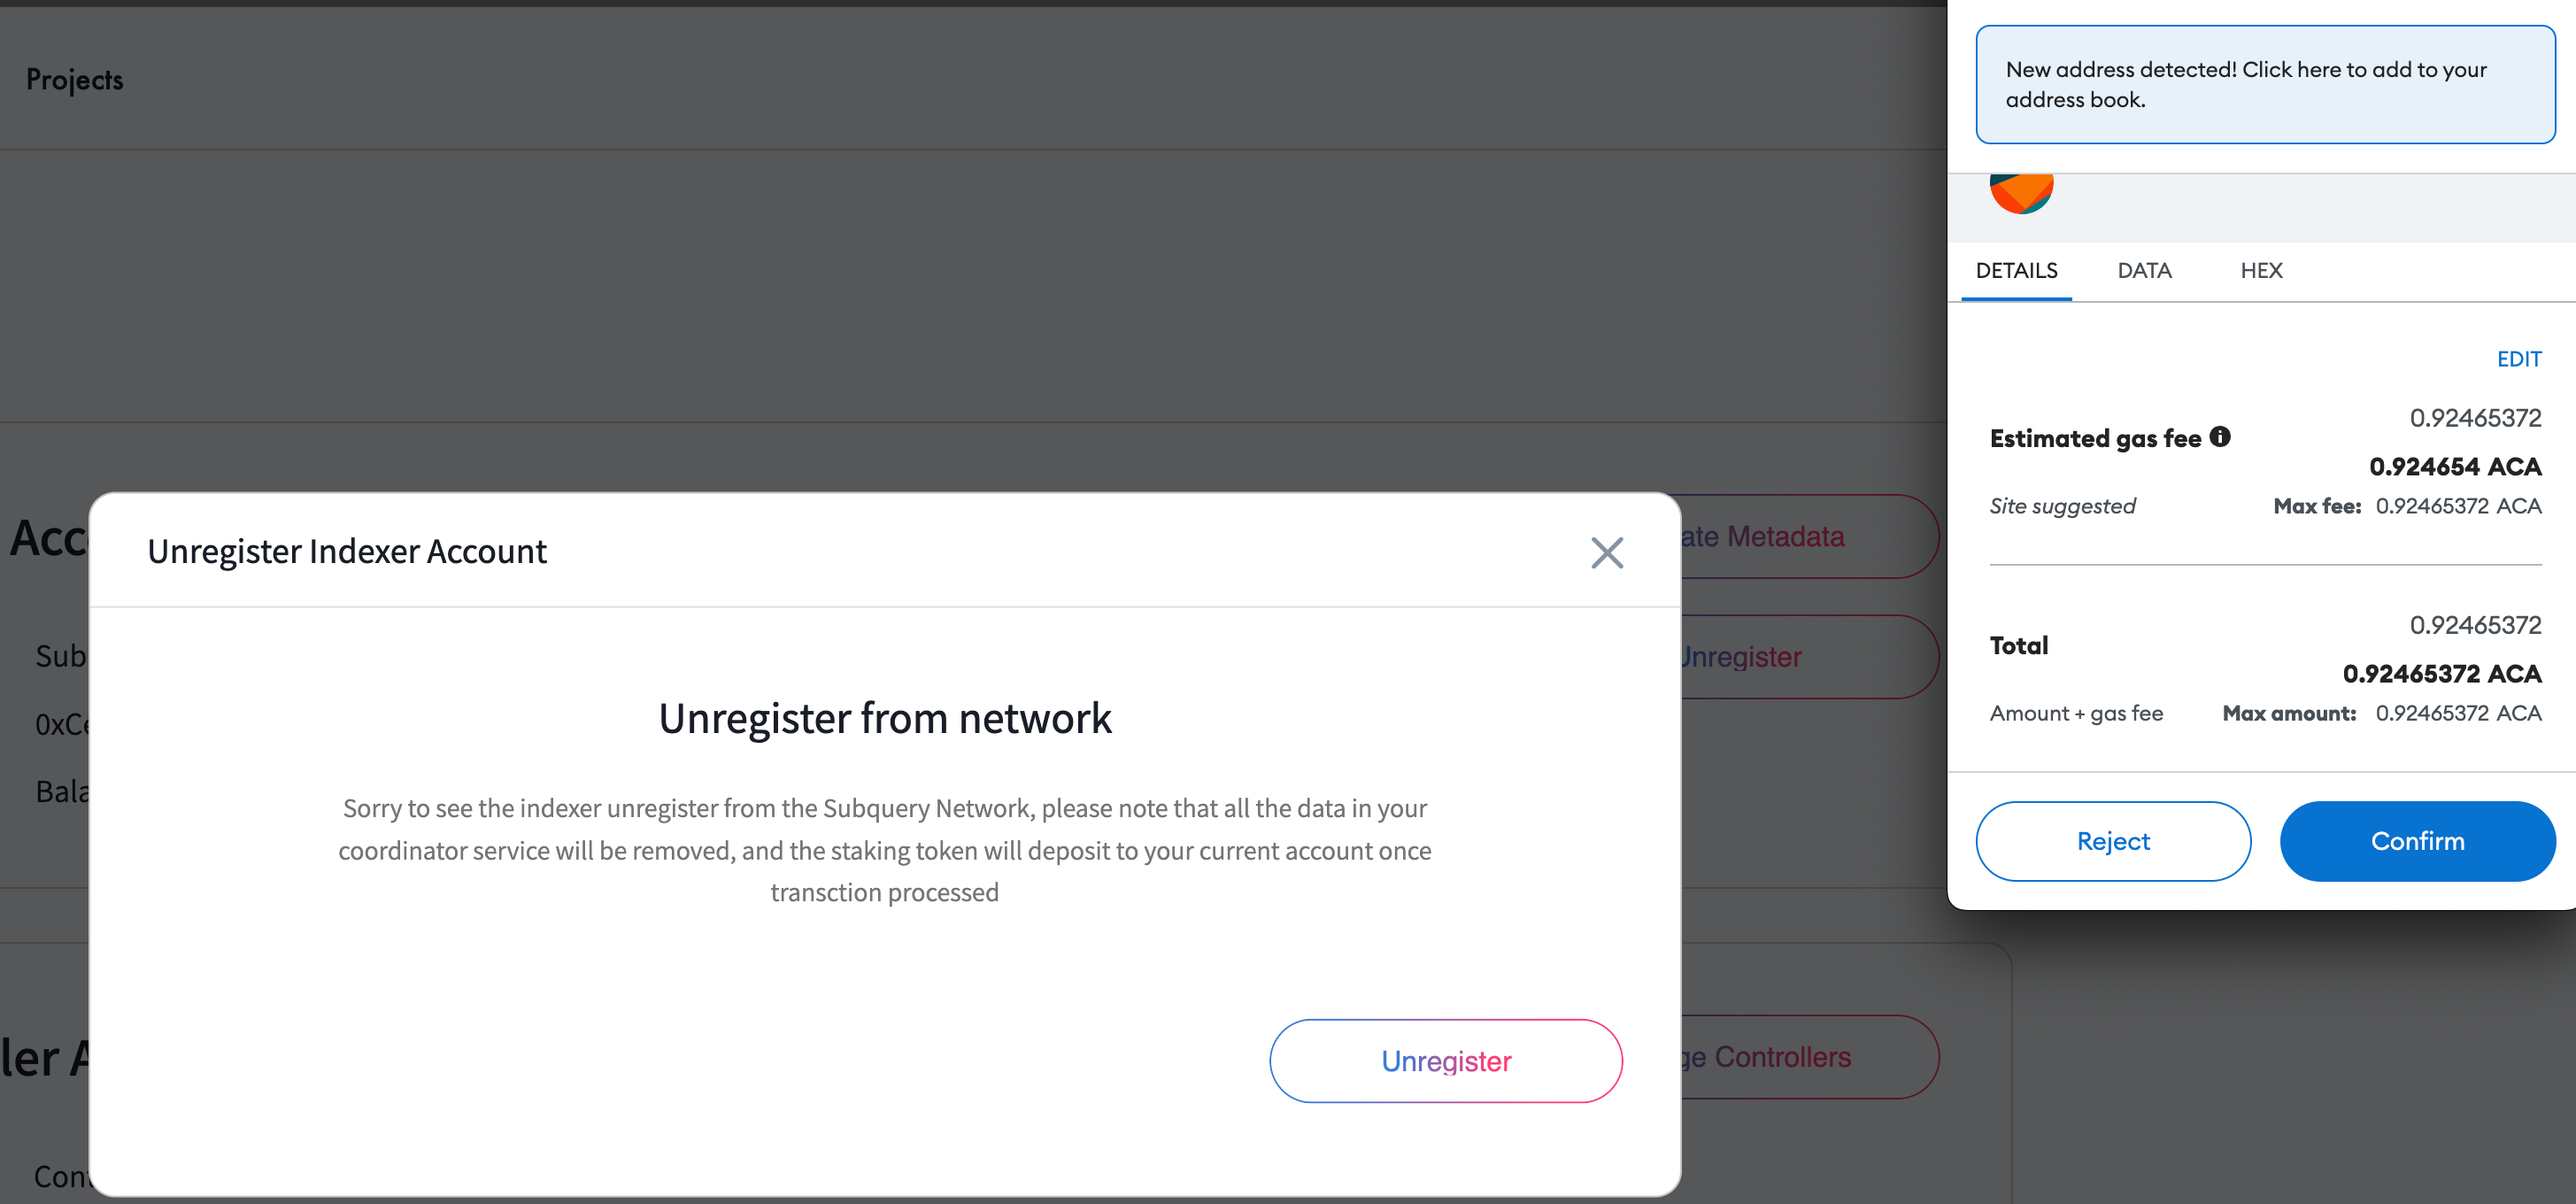 Projects
New address detected! Click here to add to your
address book.
DETAILS DATA HEX
EDIT
0.92465372
Estimated gas fee
0.924654 ACA
Site suggested Max fee: 0.92465372 ACA
0.92465372
Total
0.92465372 ACA
Amount + gas fee Max amount: 0.92465372 ACA
Reject Confirm
Acc
ate Metadata
Unregister Indexer Account
Sub
Unregister
0xCe
Unregister from network
Bala
Sorry to see the indexer unregister from the Subquery Network, please note that all the data in your
coordinator service will be removed, and the staking token will deposit to your current account once
transction processed
ler A
ge Controllers
Unregister
Cont